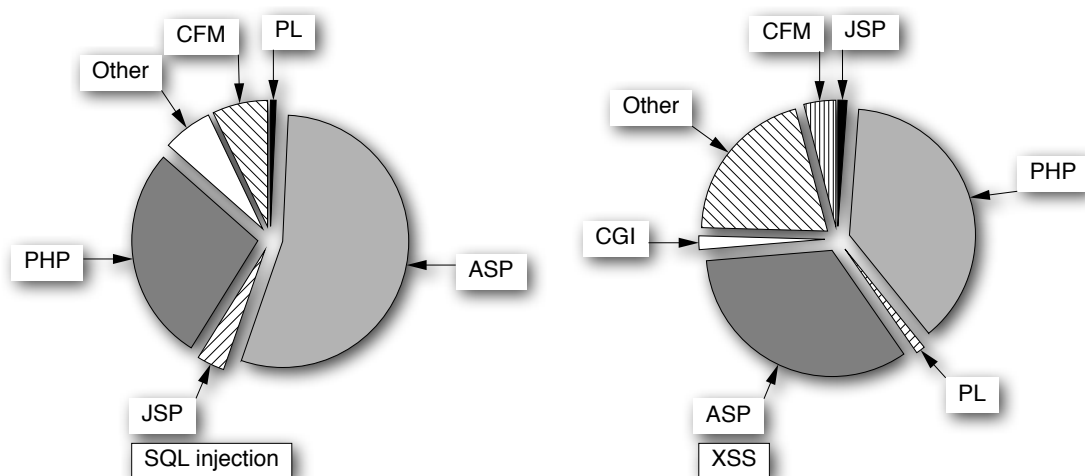 CFM
PL
Other
PHP
ASP
JSP
SQL injection
CFM
JSP
Other
PHP
CGI
ASP
PL
XSS